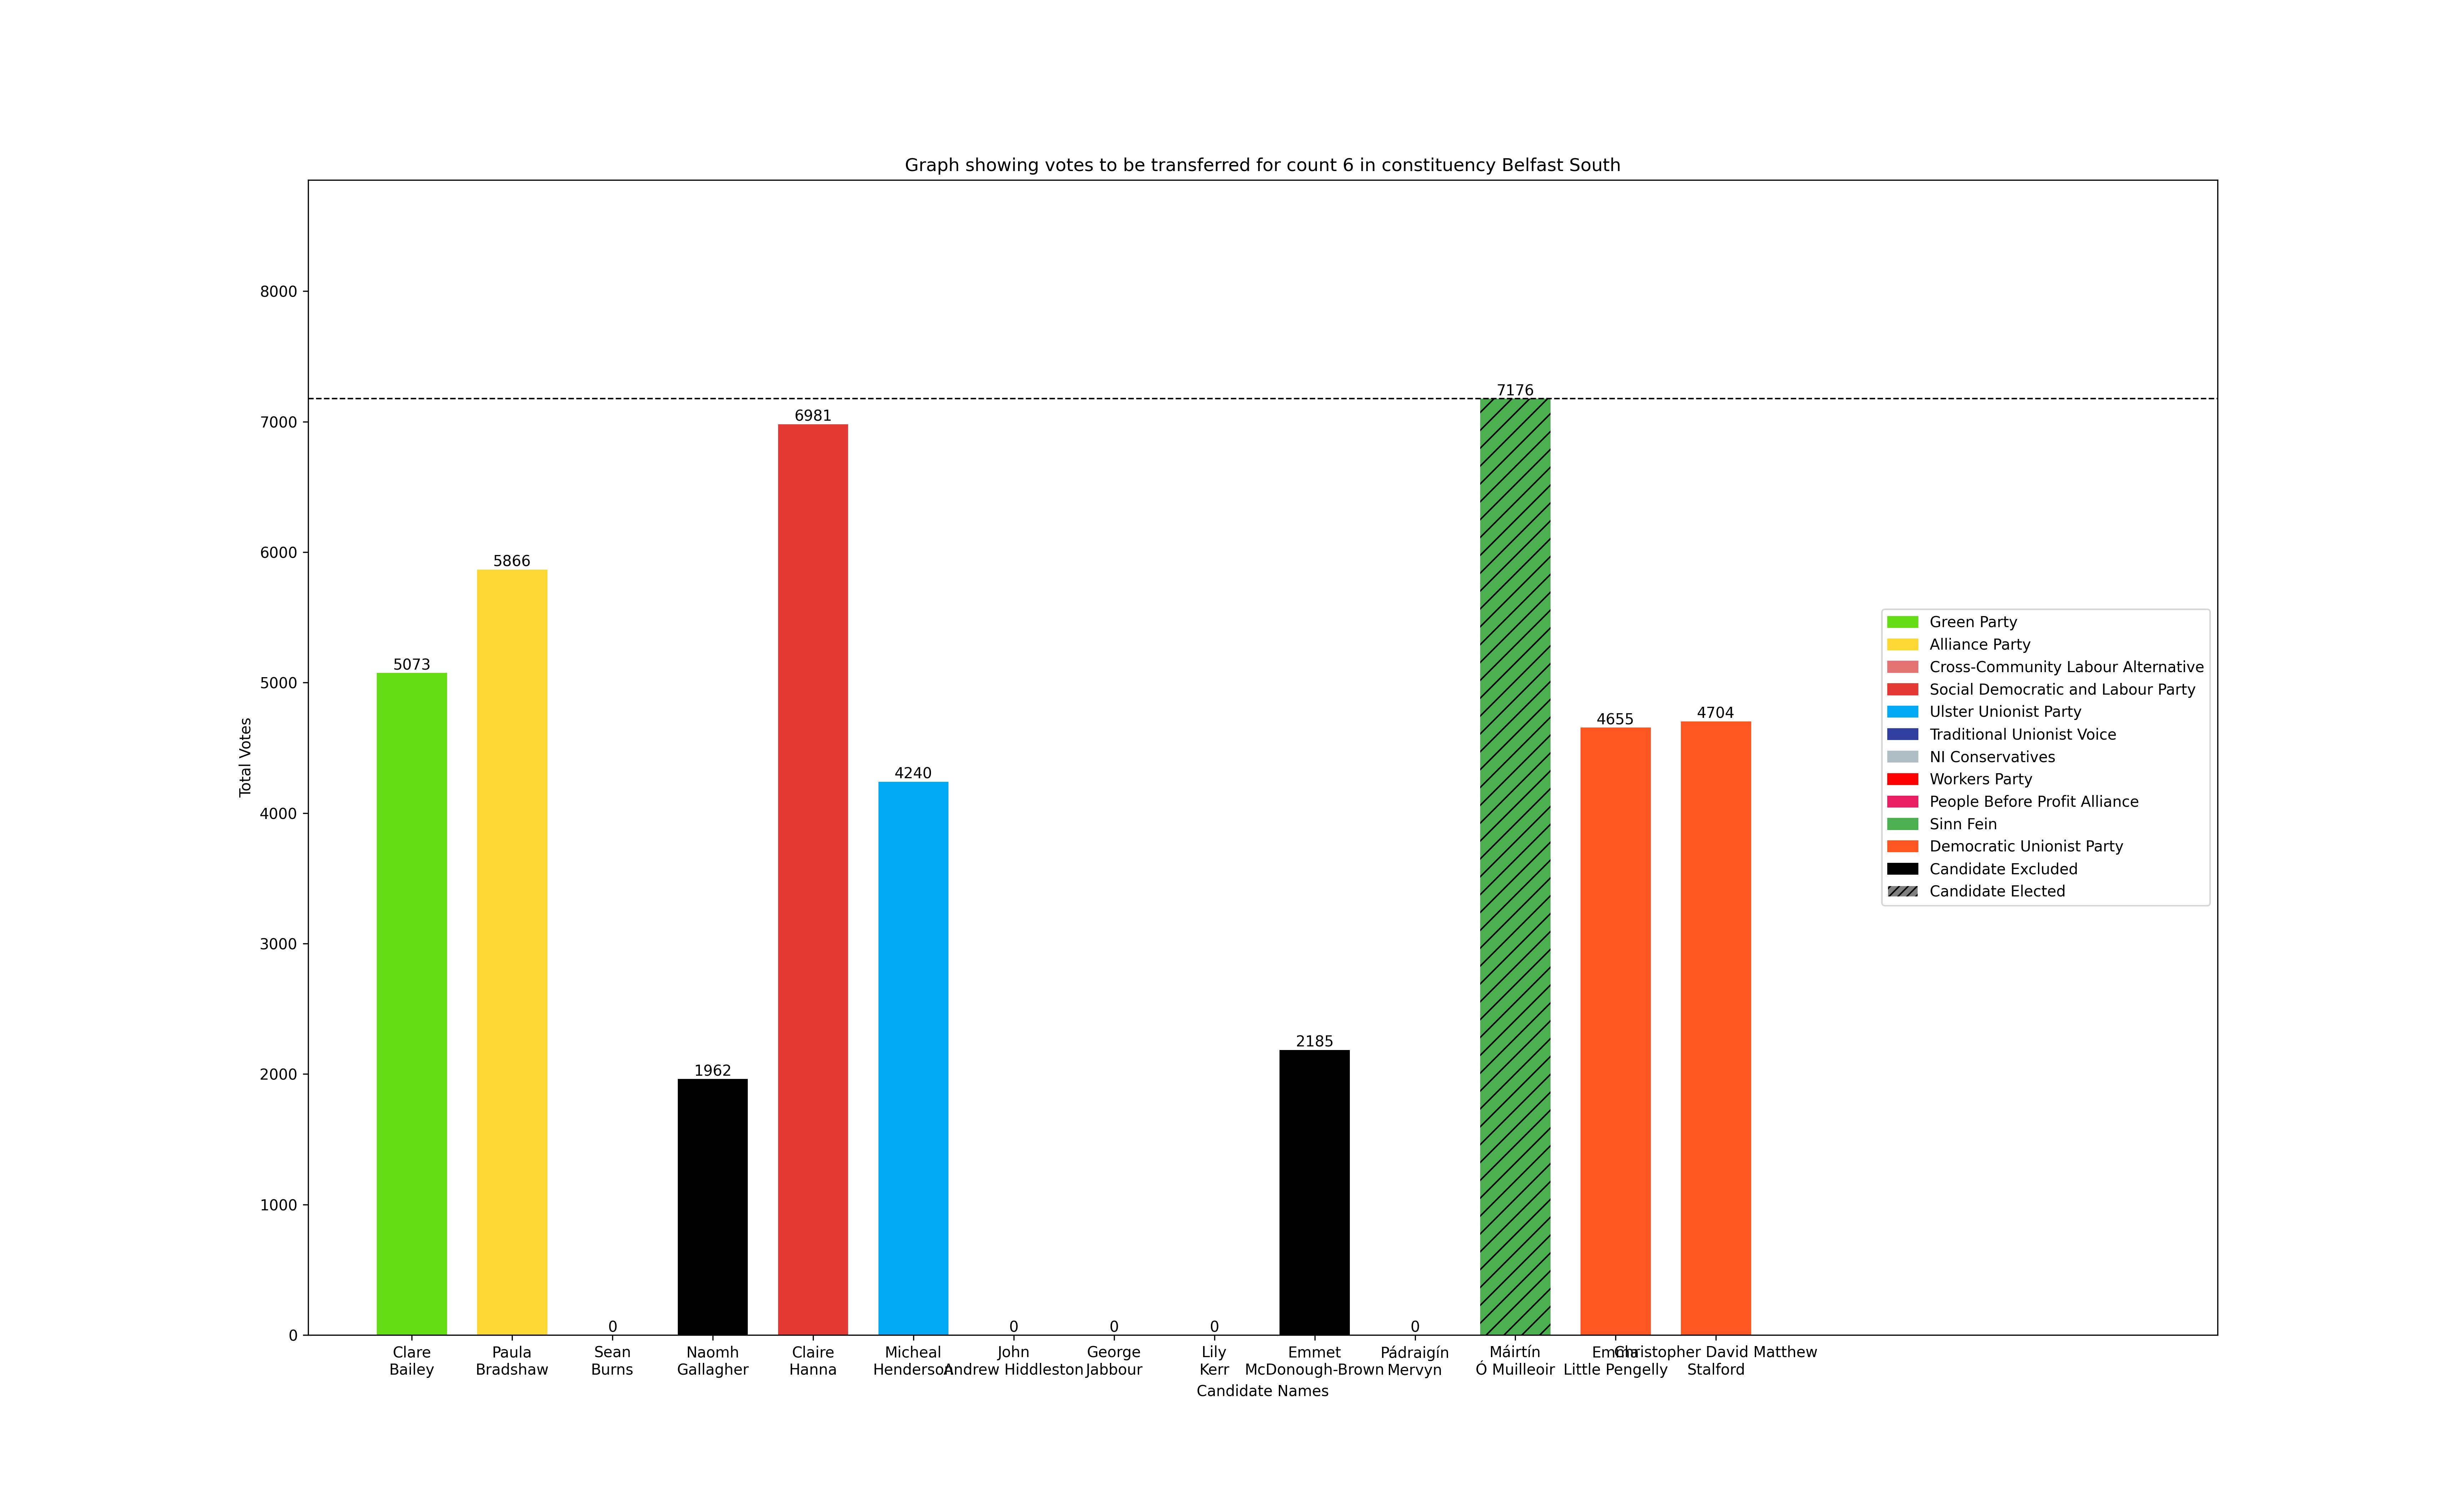 Graph showing votes to be transferred for count 6 in constituency Belfast South
8000
7000
6000
5000
4000
3000
2000
1000
0
Total Votes
5073
5866
0
1962
6981
4240
0
0
0
2185
0
7176
4655
4704
Clare
Bailey
Paula
Bradshaw
Sean
Burns
Naomh
Gallagher
Claire
Hanna
Micheal
Henderson
John
Andrew Hiddleston
George
Jabbour
Lily
Kerr
Emmet
McDonough-Brown
Pádraigín
Mervyn
Máirtín
Ó Muilleoir
Emma
Little Pengelly
Christopher David Matthew
Stalford
Candidate Names
Green Party
Alliance Party
Cross-Community Labour Alternative
Social Democratic and Labour Party
Ulster Unionist Party
Traditional Unionist Voice
NI Conservatives
Workers Party
People Before Profit Alliance
Sinn Fein
Democratic Unionist Party
Candidate Excluded
Candidate Elected